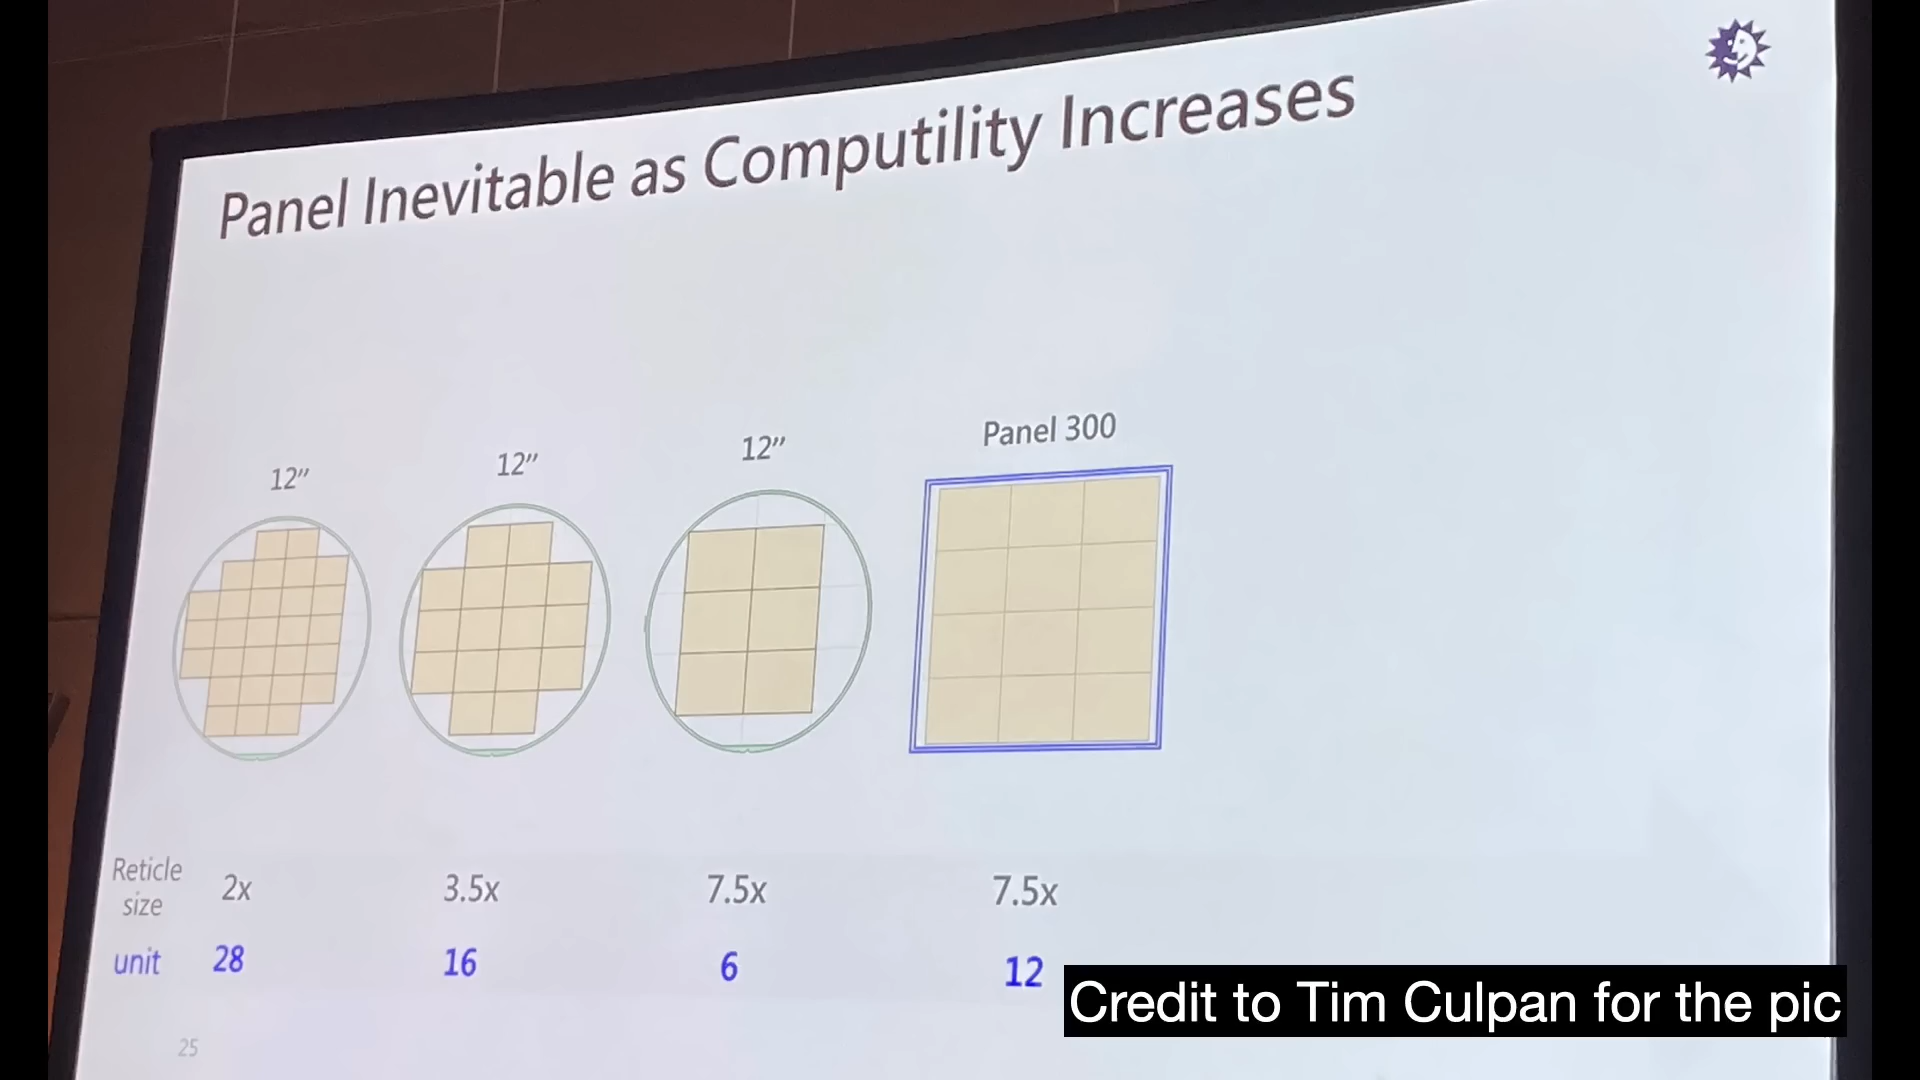 Panel Inevitable as Computility Increases
12”
12”
12”
Panel 300
Reticle size
2x
3.5x
7.5x
7.5x
unit
28
16
6
12
25
Credit to Tim Culpan for the pic